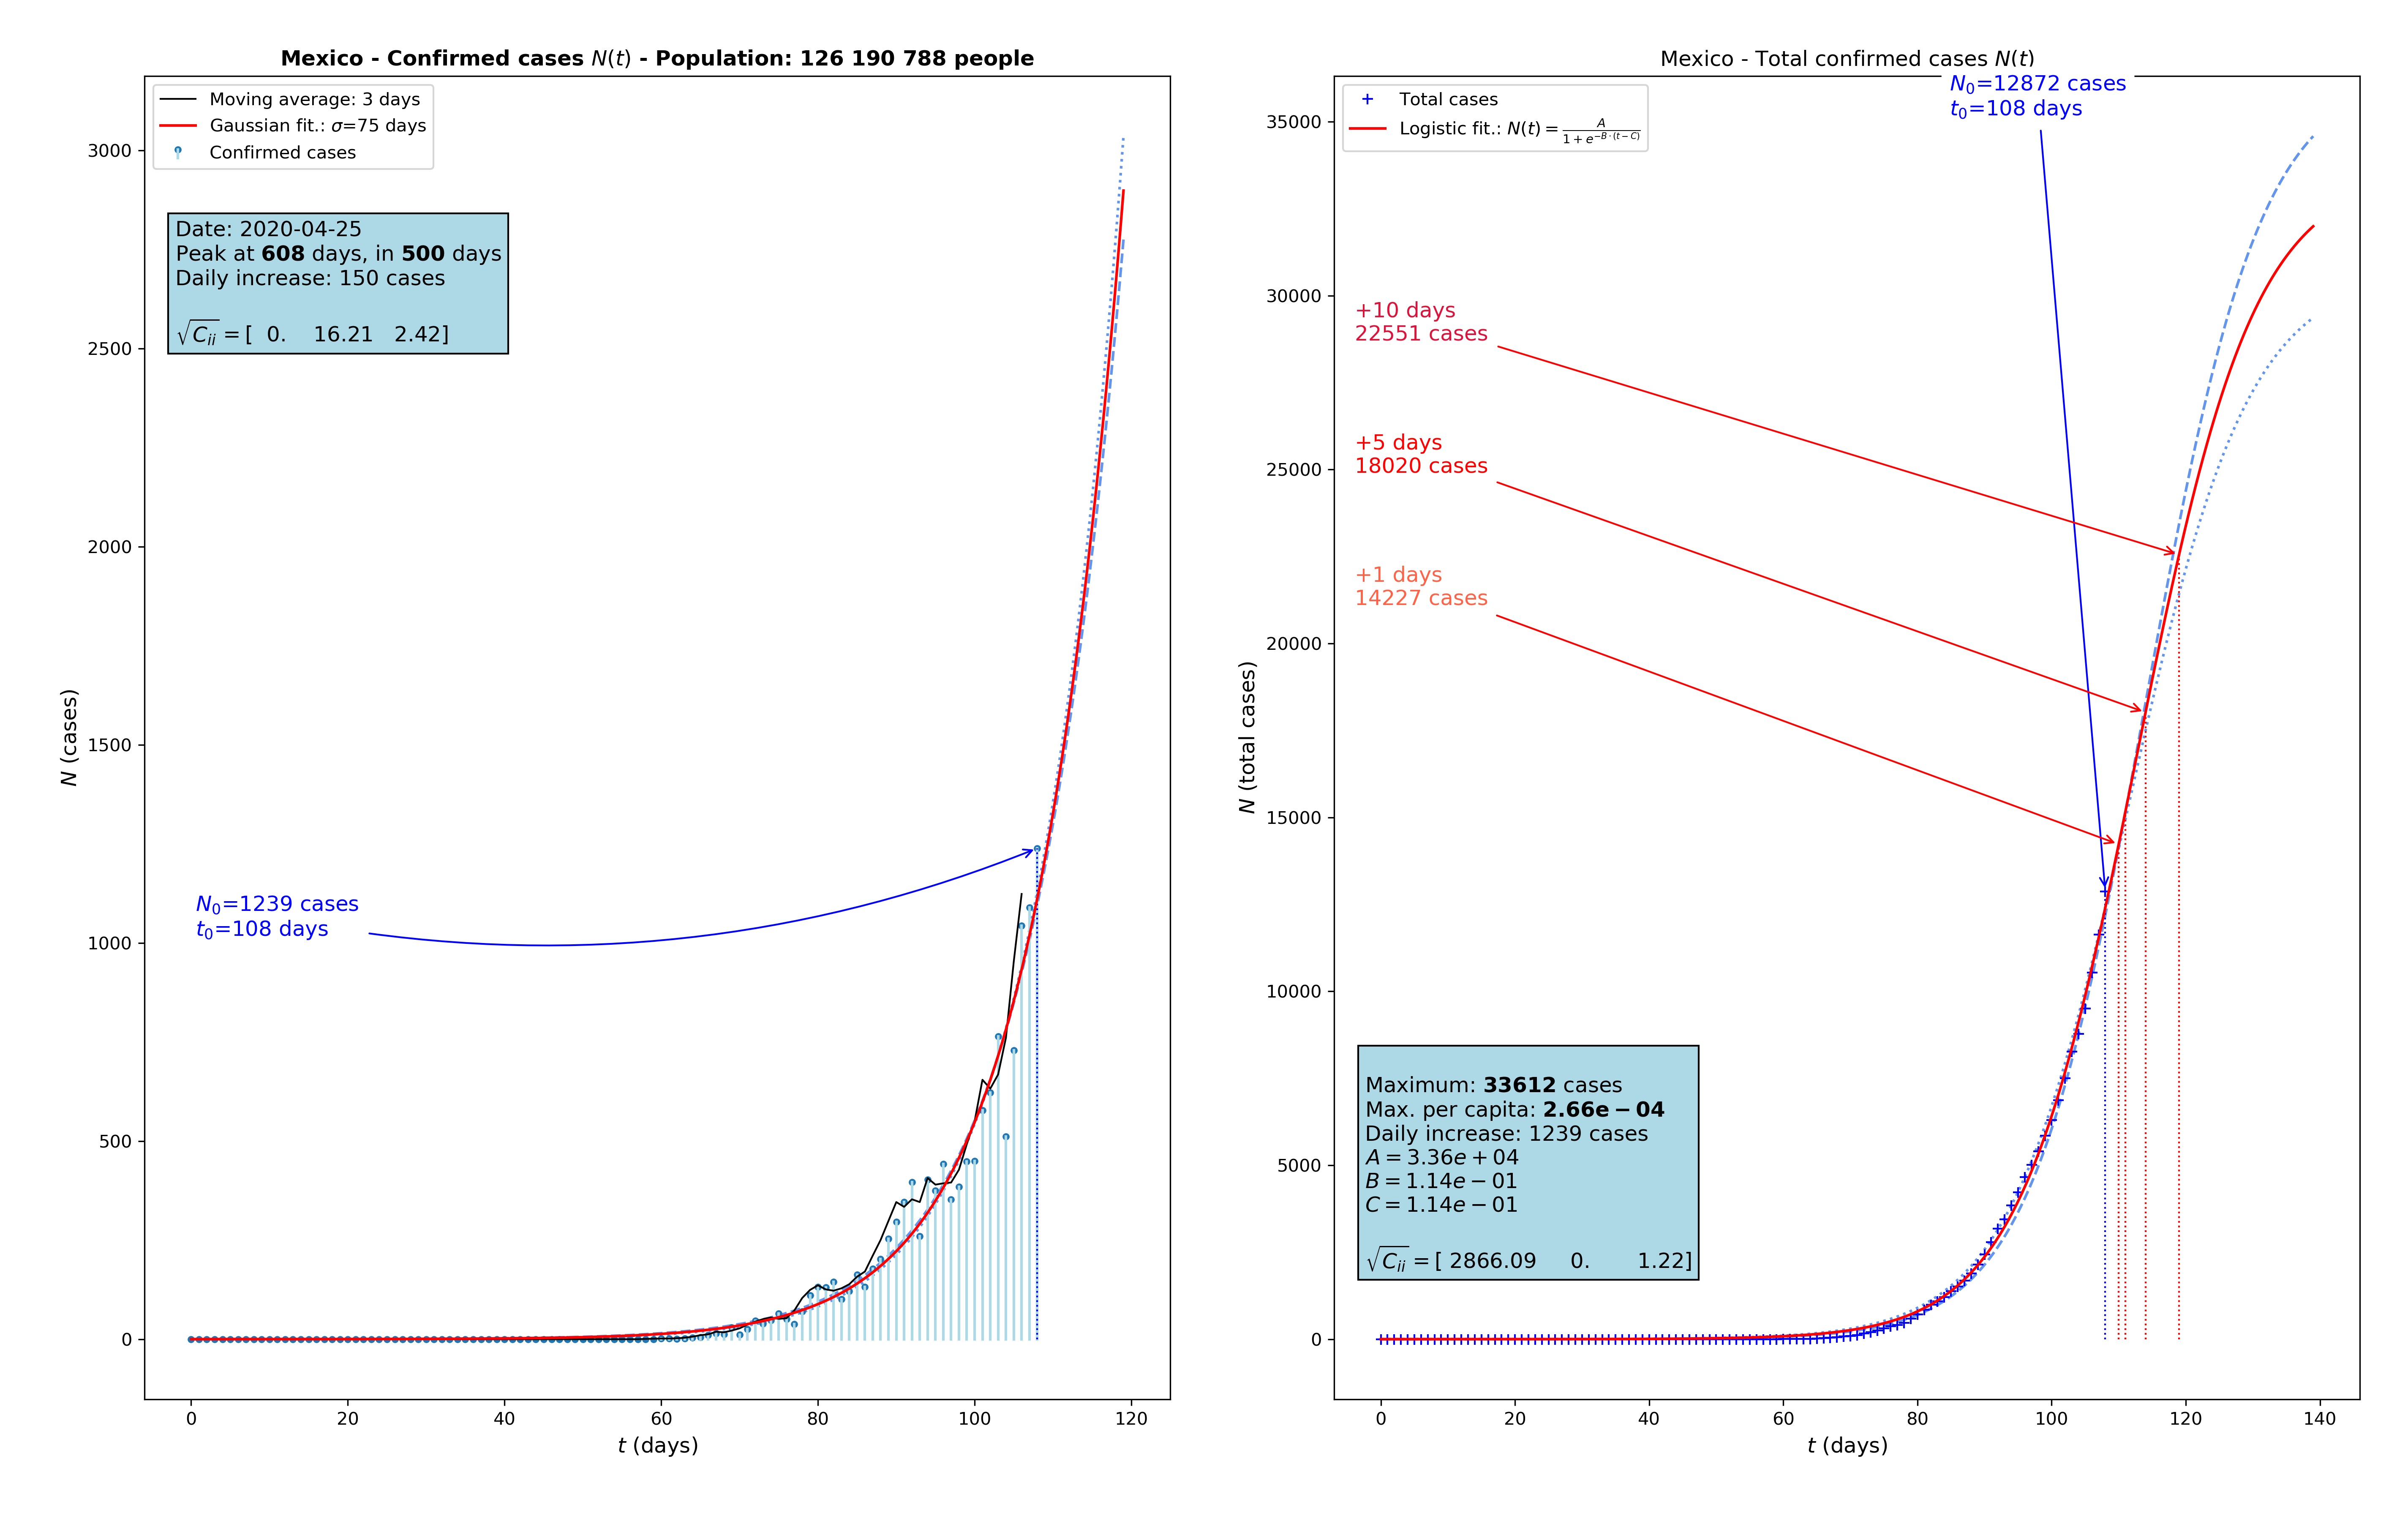 Mexico - Confirmed cases N(t) - Population: 126 190 788 people
Moving average: 3 days
Gaussian fit.: σ=75 days
Confirmed cases
Date: 2020-04-25
Peak at 608 days, in 500 days
Daily increase: 150 cases
√C_ii = [ 0. 16.21 2.42]
N₀=1239 cases
t₀=108 days
3000
2500
2000
1500
1000
500
0
N (cases)
0 20 40 60 80 100 120
t (days)
Mexico - Total confirmed cases N(t)
N₀=12872 cases
t₀=108 days
Total cases
Logistic fit.: N(t) = A / (1 + e^(−B·(t−C)))
+10 days
22551 cases
+5 days
18020 cases
+1 days
14227 cases
Maximum: 33612 cases
Max. per capita: 2.66e − 04
Daily increase: 1239 cases
A = 3.36e + 04
B = 1.14e − 01
C = 1.14e − 01
√C_ii = [ 2866.09 0. 1.22]
35000
30000
25000
20000
15000
10000
5000
0
N (total cases)
0 20 40 60 80 100 120 140
t (days)